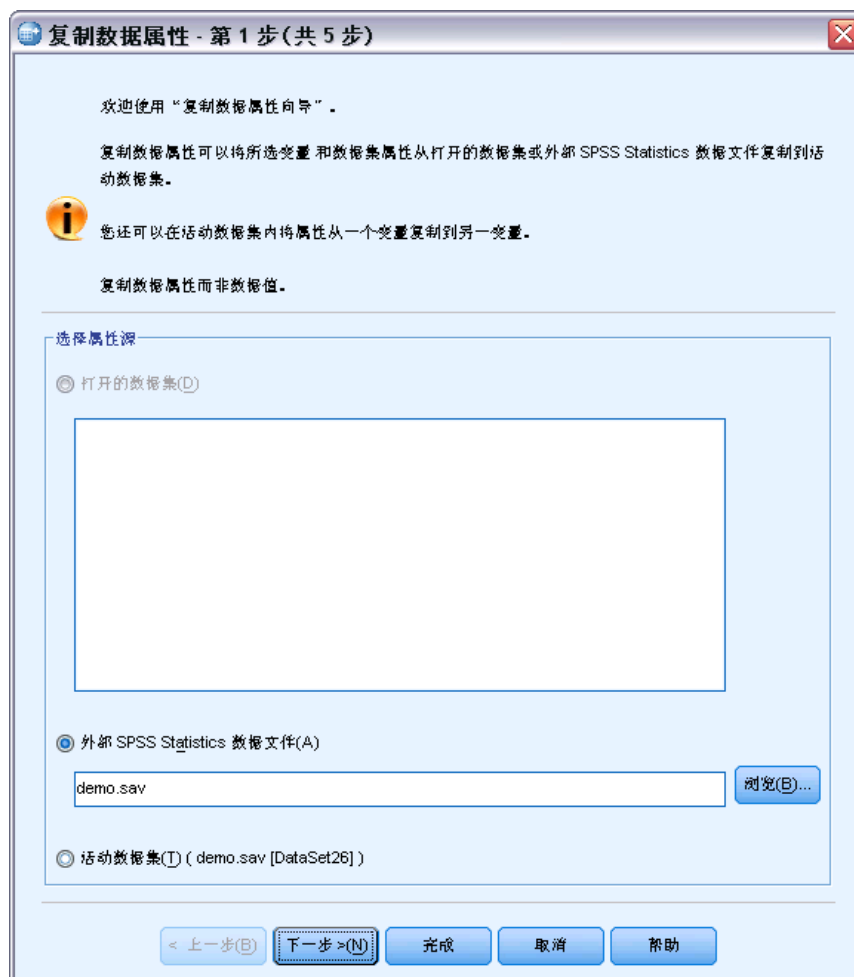 复制数据属性 - 第 1 步(共 5 步)
欢迎使用“复制数据属性向导”。
复制数据属性可以将所选变量 和数据集属性从打开的数据集或外部 SPSS Statistics 数据文件复制到活
动数据集。
您还可以在活动数据集内将属性从一个变量复制到另一变量。
复制数据属性而非数据值。
选择属性源
打开的数据集(D)
外部 SPSS Statistics 数据文件(A)
demo.sav
浏览(B)...
活动数据集(T) ( demo.sav [DataSet26] )
< 上一步(B)
下一步 >(N)
完成
取消
帮助